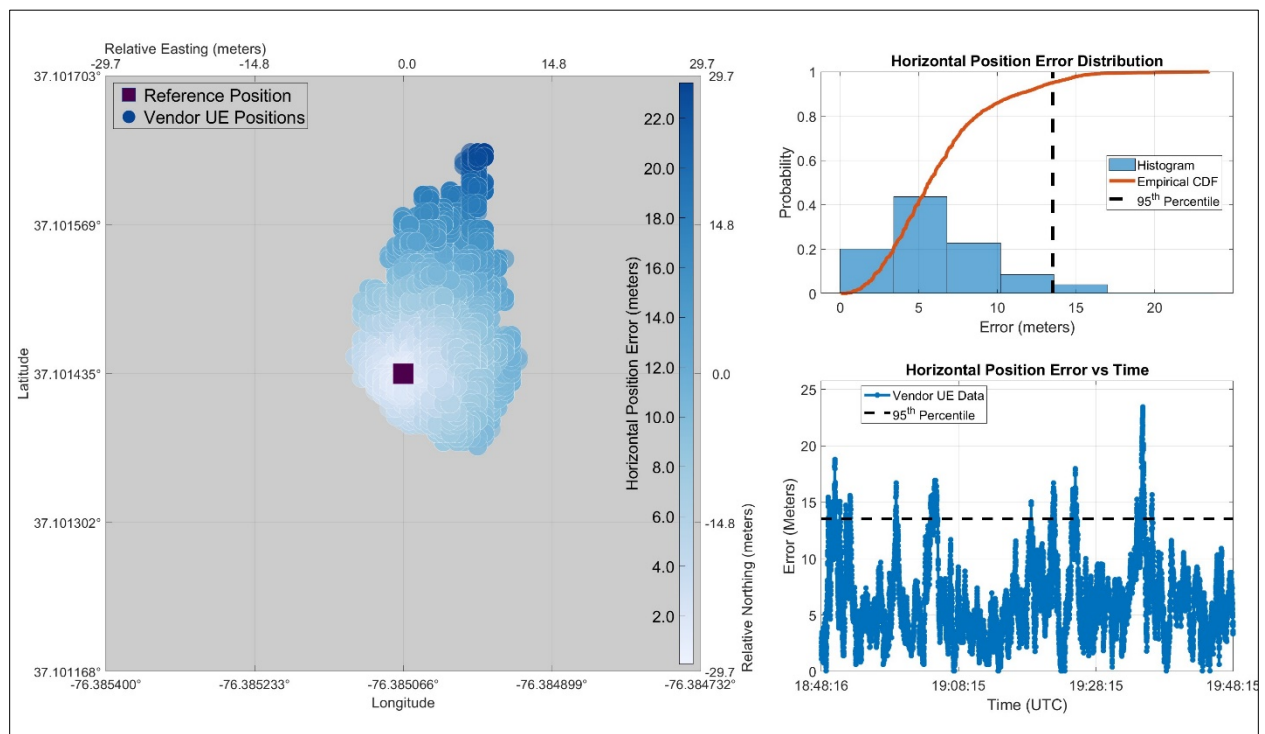 Relative Easting (meters)
-29.7 -14.8 0.0 14.8 29.7
37.101703° 29.7
Reference Position
Vendor UE Positions
22.0
20.0
18.0
37.101569° 14.8
16.0
14.0
12.0
37.101435° 0.0
10.0
8.0
6.0
37.101302° -14.8
4.0
2.0
37.101168° -29.7
Latitude
Horizontal Position Error (meters)
Relative Northing (meters)
-76.385400° -76.385233° -76.385066° -76.384899° -76.384732°
Longitude
Horizontal Position Error Distribution
1
0.8
0.6
0.4
0.2
0
Probability
Histogram
Empirical CDF
95th Percentile
0 5 10 15 20
Error (meters)
Horizontal Position Error vs Time
25
20
15
10
5
0
Error (Meters)
Vendor UE Data
95th Percentile
18:48:16 19:08:15 19:28:15 19:48:15
Time (UTC)